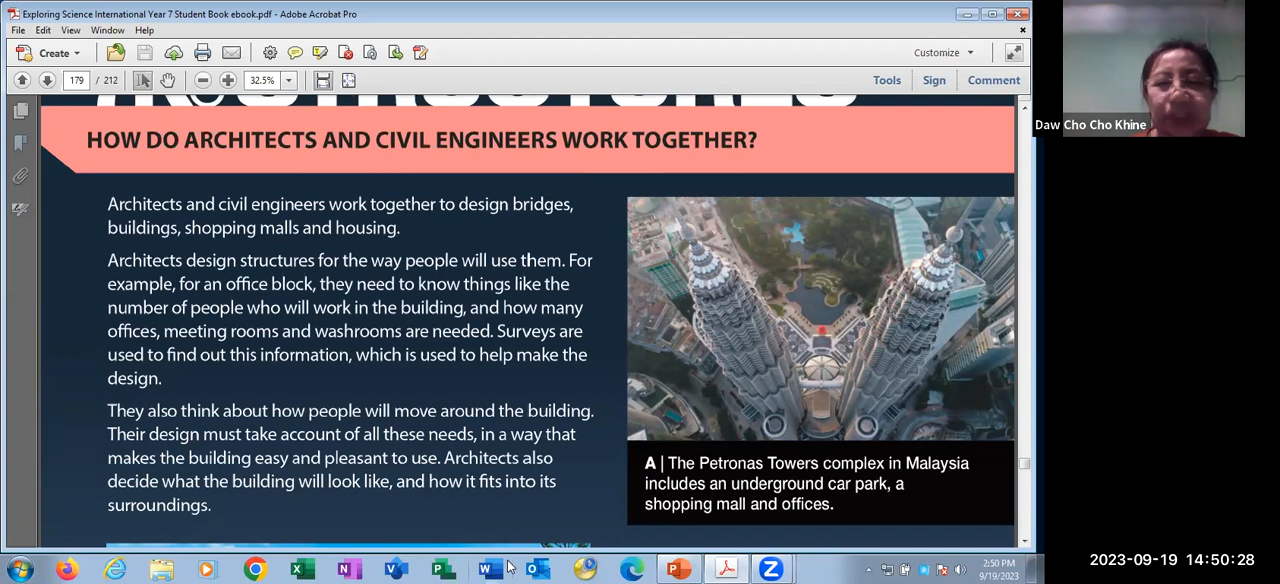 Exploring Science International Year 7 Student Book ebook.pdf - Adobe Acrobat Pro
File Edit View Window Help
Create Customize
179 / 212 32.5% Tools Sign Comment
HOW DO ARCHITECTS AND CIVIL ENGINEERS WORK TOGETHER?
Architects and civil engineers work together to design bridges,
buildings, shopping malls and housing.
Architects design structures for the way people will use them. For
example, for an office block, they need to know things like the
number of people who will work in the building, and how many
offices, meeting rooms and washrooms are needed. Surveys are
used to find out this information, which is used to help make the
design.
They also think about how people will move around the building.
Their design must take account of all these needs, in a way that
makes the building easy and pleasant to use. Architects also
decide what the building will look like, and how it fits into its
surroundings.
A | The Petronas Towers complex in Malaysia
includes an underground car park, a
shopping mall and offices.
Daw Cho Cho Khine
2:50 PM
9/19/2023
2023-09-19 14:50:28